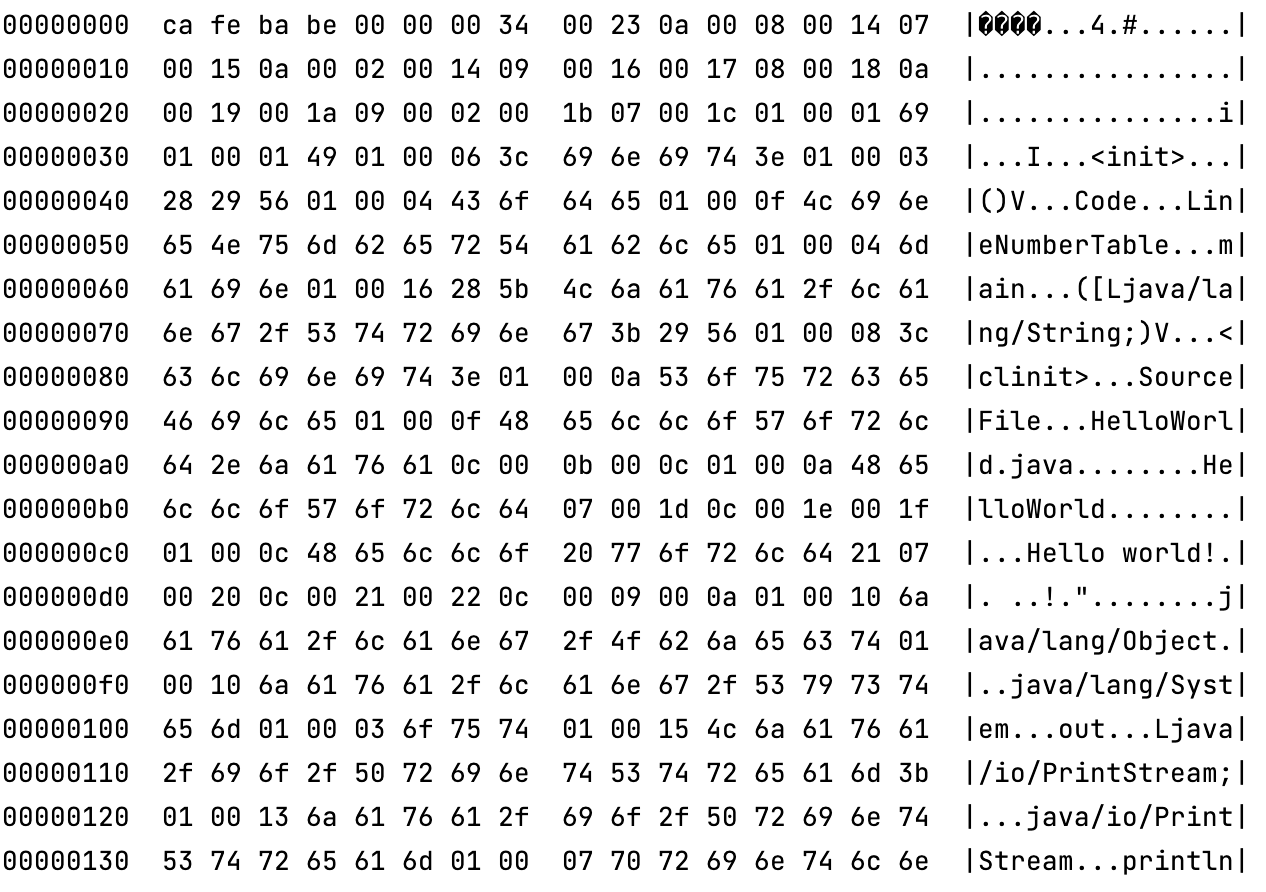 00000000  ca fe ba be 00 00 00 34  00 23 0a 00 08 00 14 07  |����...4.#......|
00000010  00 15 0a 00 02 00 14 09  00 16 00 17 08 00 18 0a  |................|
00000020  00 19 00 1a 09 00 02 00  1b 07 00 1c 01 00 01 69  |...............i|
00000030  01 00 01 49 01 00 06 3c  69 6e 69 74 3e 01 00 03  |...I...<init>...|
00000040  28 29 56 01 00 04 43 6f  64 65 01 00 0f 4c 69 6e  |()V...Code...Lin|
00000050  65 4e 75 6d 62 65 72 54  61 62 6c 65 01 00 04 6d  |eNumberTable...m|
00000060  61 69 6e 01 00 16 28 5b  4c 6a 61 76 61 2f 6c 61  |ain...([Ljava/la|
00000070  6e 67 2f 53 74 72 69 6e  67 3b 29 56 01 00 08 3c  |ng/String;)V...<|
00000080  63 6c 69 6e 69 74 3e 01  00 0a 53 6f 75 72 63 65  |clinit>...Source|
00000090  46 69 6c 65 01 00 0f 48  65 6c 6c 6f 57 6f 72 6c  |File...HelloWorl|
000000a0  64 2e 6a 61 76 61 0c 00  0b 00 0c 01 00 0a 48 65  |d.java........He|
000000b0  6c 6c 6f 57 6f 72 6c 64  07 00 1d 0c 00 1e 00 1f  |lloWorld........|
000000c0  01 00 0c 48 65 6c 6c 6f  20 77 6f 72 6c 64 21 07  |...Hello world!.|
000000d0  00 20 0c 00 21 00 22 0c  00 09 00 0a 01 00 10 6a  |. ..!."........j|
000000e0  61 76 61 2f 6c 61 6e 67  2f 4f 62 6a 65 63 74 01  |ava/lang/Object.|
000000f0  00 10 6a 61 76 61 2f 6c  61 6e 67 2f 53 79 73 74  |..java/lang/Syst|
00000100  65 6d 01 00 03 6f 75 74  01 00 15 4c 6a 61 76 61  |em...out...Ljava|
00000110  2f 69 6f 2f 50 72 69 6e  74 53 74 72 65 61 6d 3b  |/io/PrintStream;|
00000120  01 00 13 6a 61 76 61 2f  69 6f 2f 50 72 69 6e 74  |...java/io/Print|
00000130  53 74 72 65 61 6d 01 00  07 70 72 69 6e 74 6c 6e  |Stream...println|